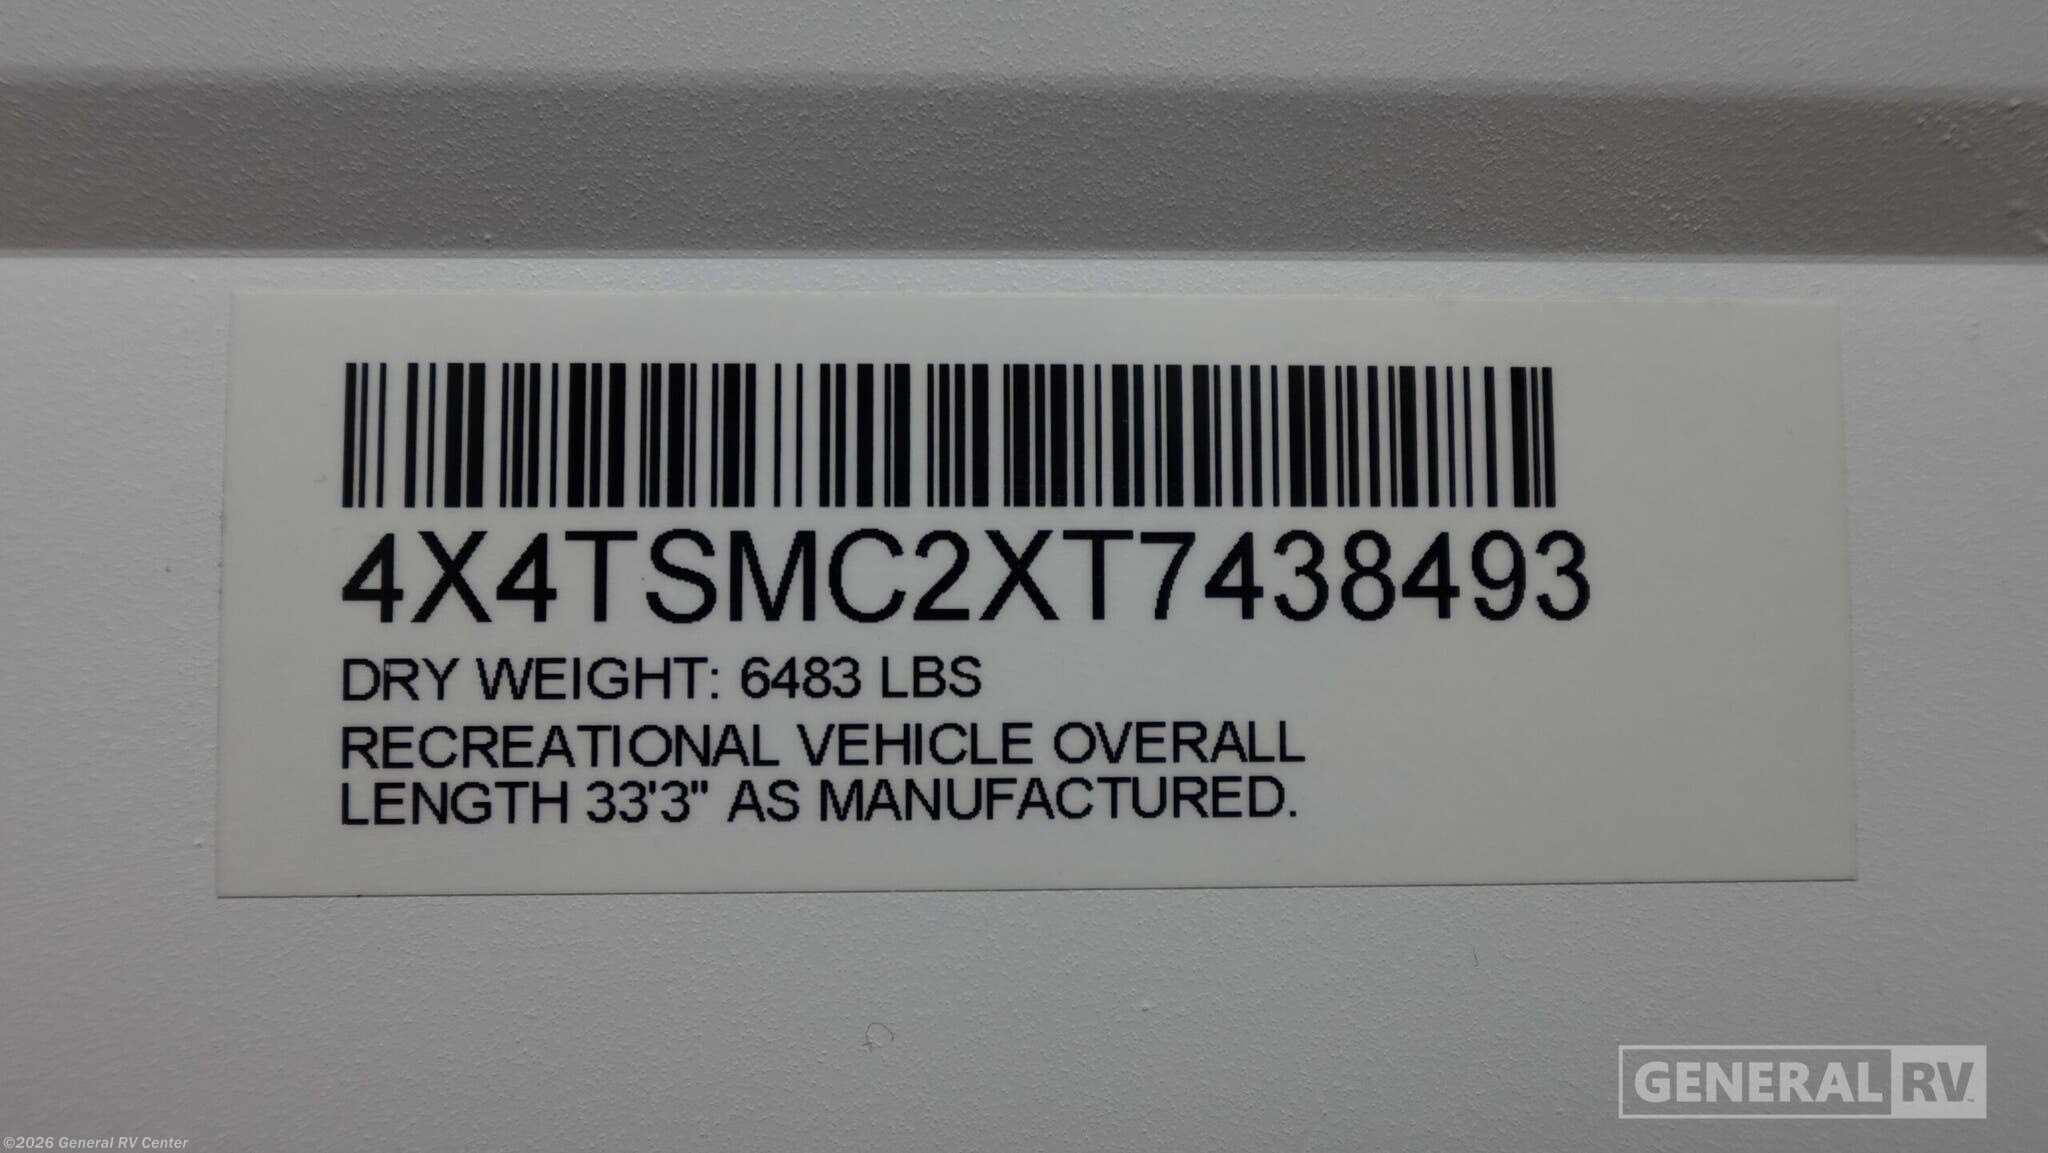 4X4TSMC2XT7438493
DRY WEIGHT: 6483 LBS
RECREATIONAL VEHICLE OVERALL
LENGTH 33'3" AS MANUFACTURED.
GENERAL RV
©2026 General RV Center